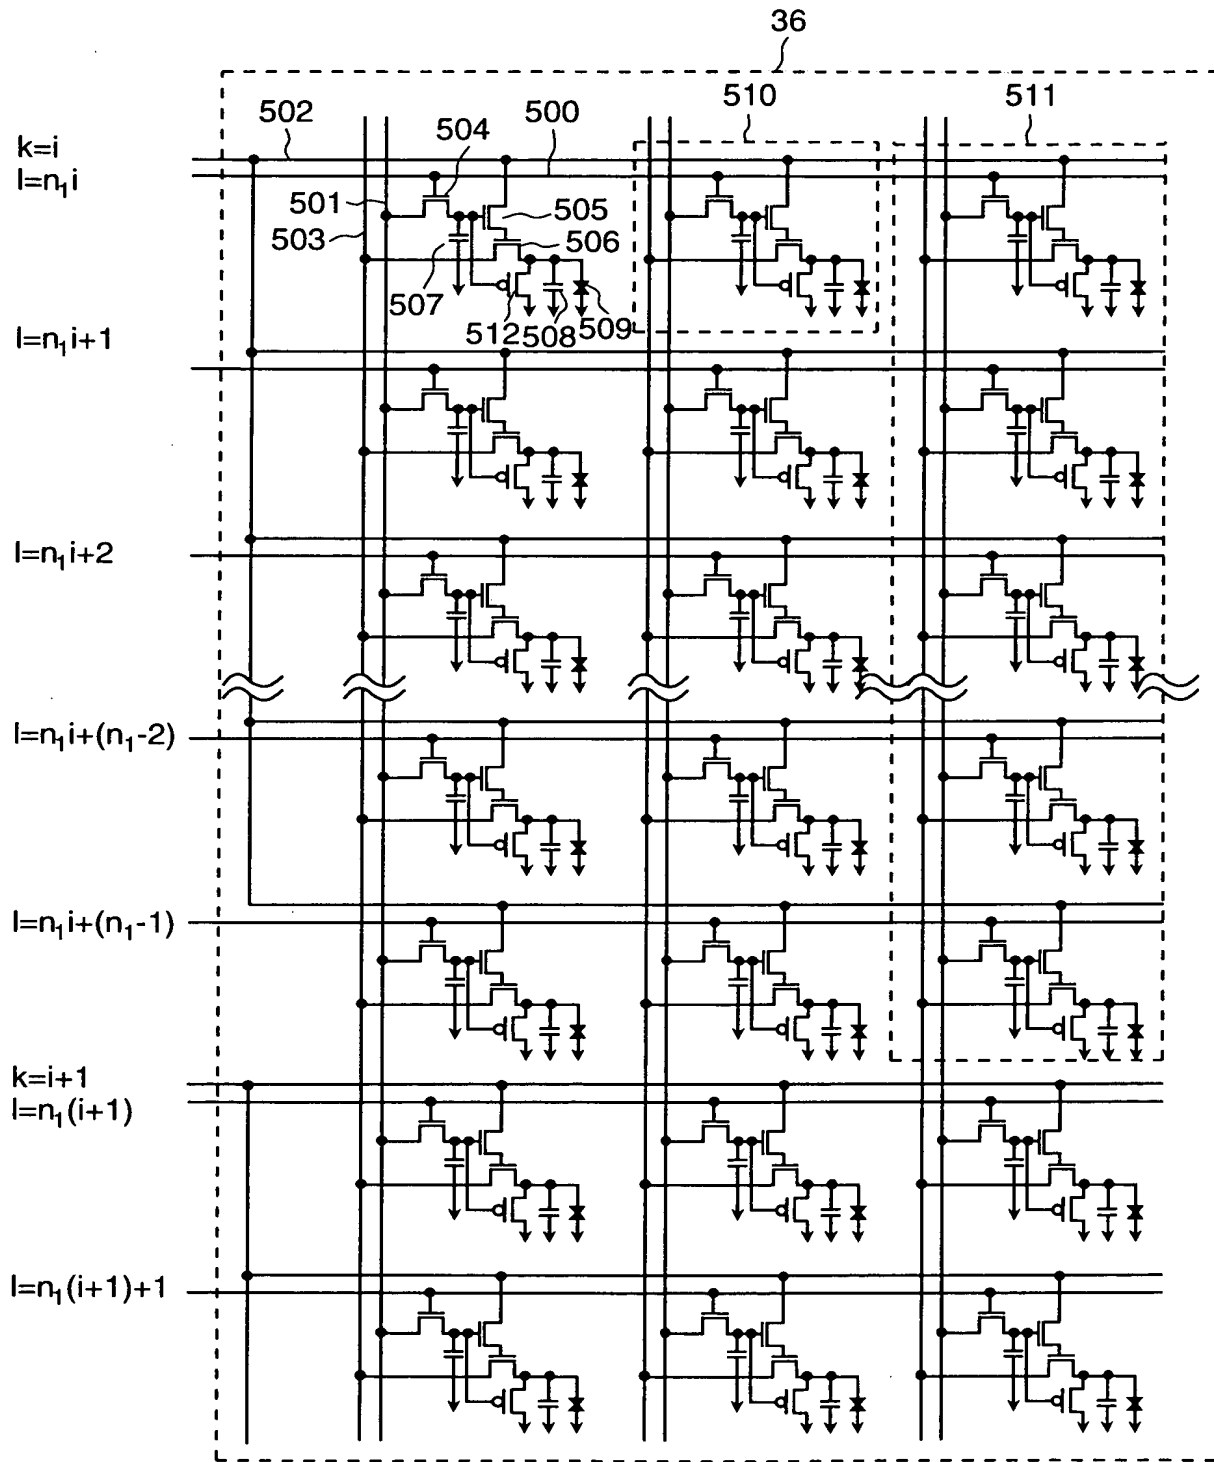 36
510
511
502
504
500
k=i
l=n₁i
501
505
503
506
507
512
508
509
l=n₁i+1
l=n₁i+2
l=n₁i+(n₁-2)
l=n₁i+(n₁-1)
k=i+1
l=n₁(i+1)
l=n₁(i+1)+1